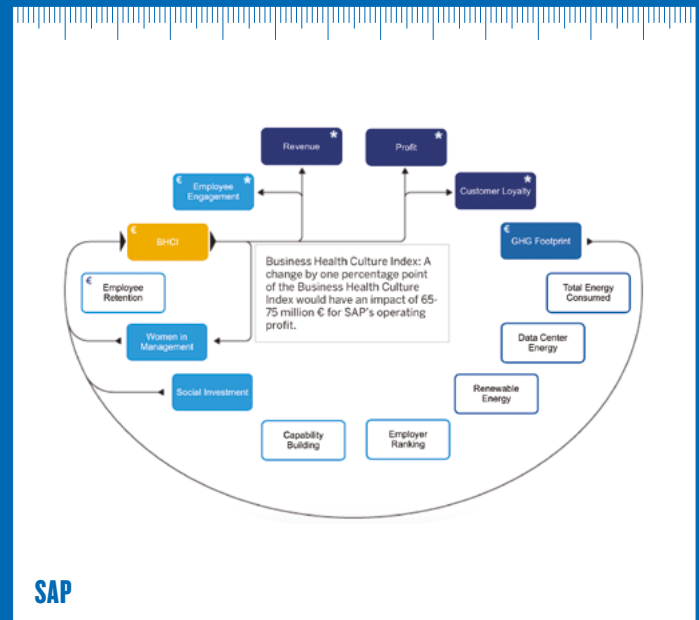 Revenue
*
Profit
*
€
Employee
Engagement
*
Customer Loyalty
*
€
BHCI
€
GHG Footprint
Business Health Culture Index: A
change by one percentage point
of the Business Health Culture
Index would have an impact of 65-
75 million € for SAP's operating
profit.
€
Employee
Retention
Total Energy
Consumed
Women in
Management
Data Center
Energy
Social Investment
Renewable
Energy
Capability
Building
Employer
Ranking
SAP